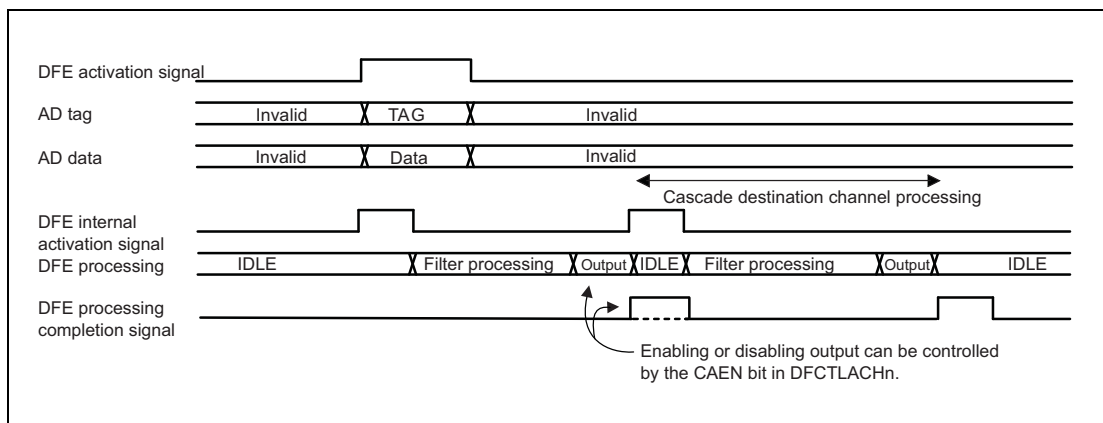 DFE activation signal
AD tag
Invalid TAG Invalid
AD data
Invalid Data Invalid
Cascade destination channel processing
DFE internal
activation signal
DFE processing
IDLE Filter processing Output IDLE Filter processing Output IDLE
DFE processing
completion signal
Enabling or disabling output can be controlled
by the CAEN bit in DFCTLACHn.